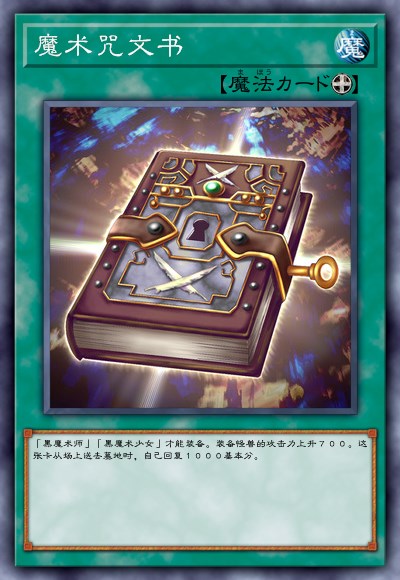 魔术咒文书
魔
【魔法カード】
まほう
「黑魔术师」「黑魔术少女」才能装备。装备怪兽的攻击力上升７００。这
张卡从场上送去墓地时，自己回复１０００基本分。